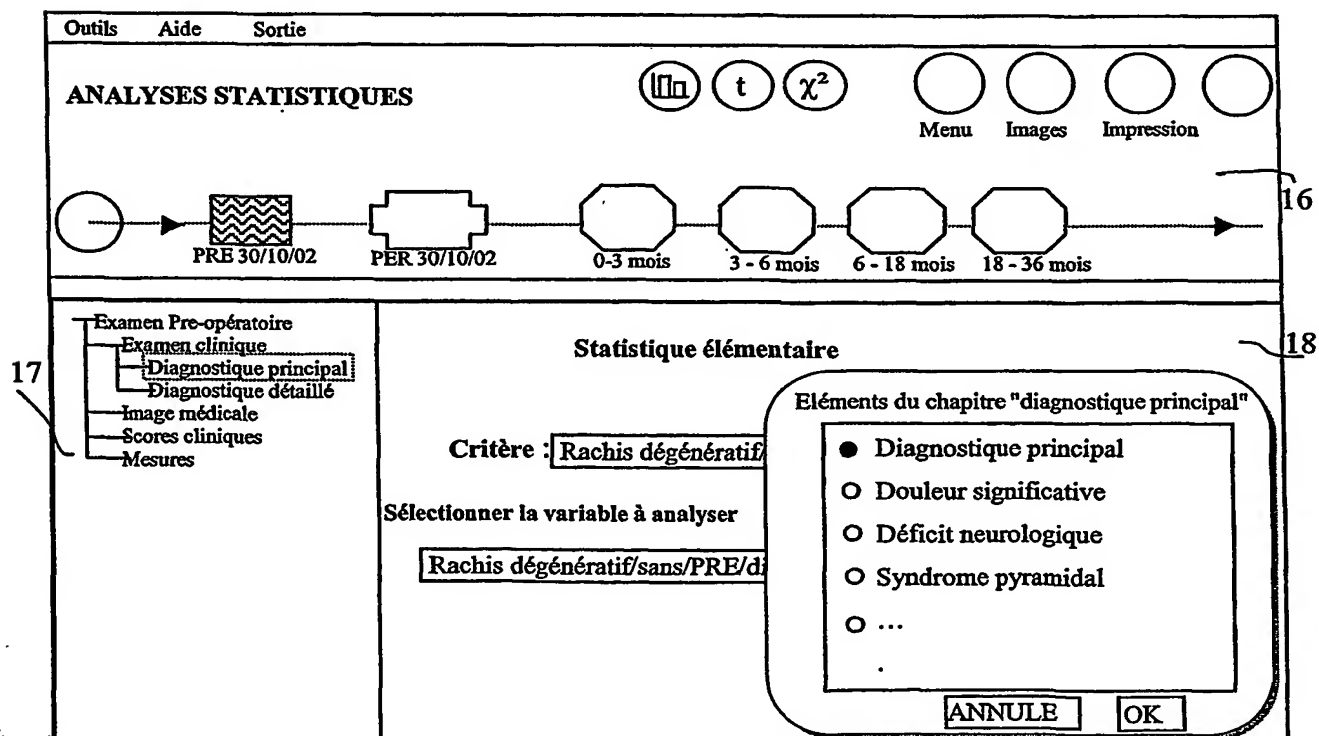 Outils Aide Sortie
ANALYSES STATISTIQUES
t χ²
Menu Images Impression
16
PRE 30/10/02 PER 30/10/02 0-3 mois 3 - 6 mois 6 - 18 mois 18 - 36 mois
Examen Pre-opératoire
Examen clinique
Diagnostique principal
Diagnostique détaillé
Image médicale
Scores cliniques
Mesures
17
Statistique élémentaire
18
Critère : Rachis dégénératif/
Sélectionner la variable à analyser
Rachis dégénératif/sans/PRE/di
Eléments du chapitre "diagnostique principal"
Diagnostique principal
Douleur significative
Déficit neurologique
Syndrome pyramidal
...
ANNULE OK